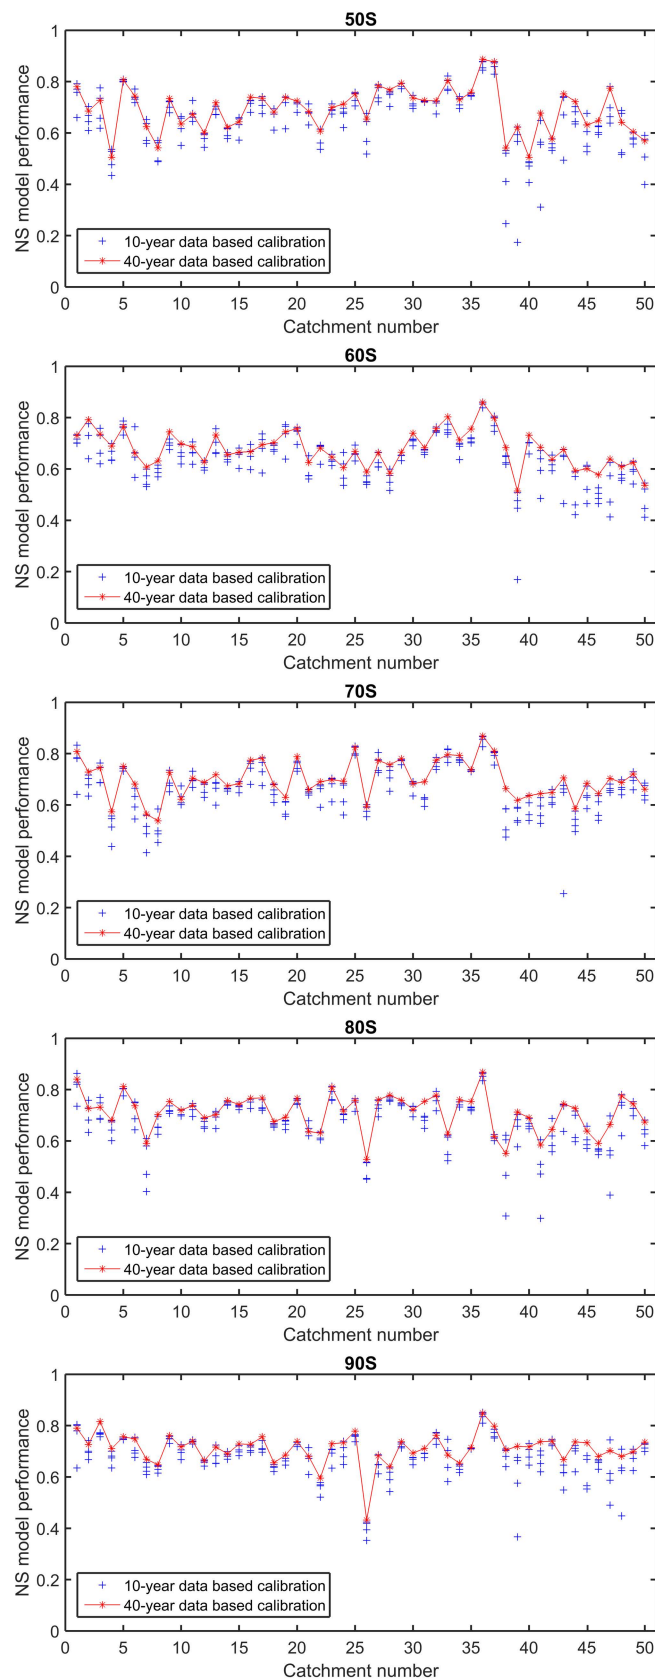 50S
NS model performance
1
0.8
0.6
0.4
0.2
0
10-year data based calibration
40-year data based calibration
0 5 10 15 20 25 30 35 40 45 50
Catchment number
60S
NS model performance
1
0.8
0.6
0.4
0.2
0
10-year data based calibration
40-year data based calibration
0 5 10 15 20 25 30 35 40 45 50
Catchment number
70S
NS model performance
1
0.8
0.6
0.4
0.2
0
10-year data based calibration
40-year data based calibration
0 5 10 15 20 25 30 35 40 45 50
Catchment number
80S
NS model performance
1
0.8
0.6
0.4
0.2
0
10-year data based calibration
40-year data based calibration
0 5 10 15 20 25 30 35 40 45 50
Catchment number
90S
NS model performance
1
0.8
0.6
0.4
0.2
0
10-year data based calibration
40-year data based calibration
0 5 10 15 20 25 30 35 40 45 50
Catchment number